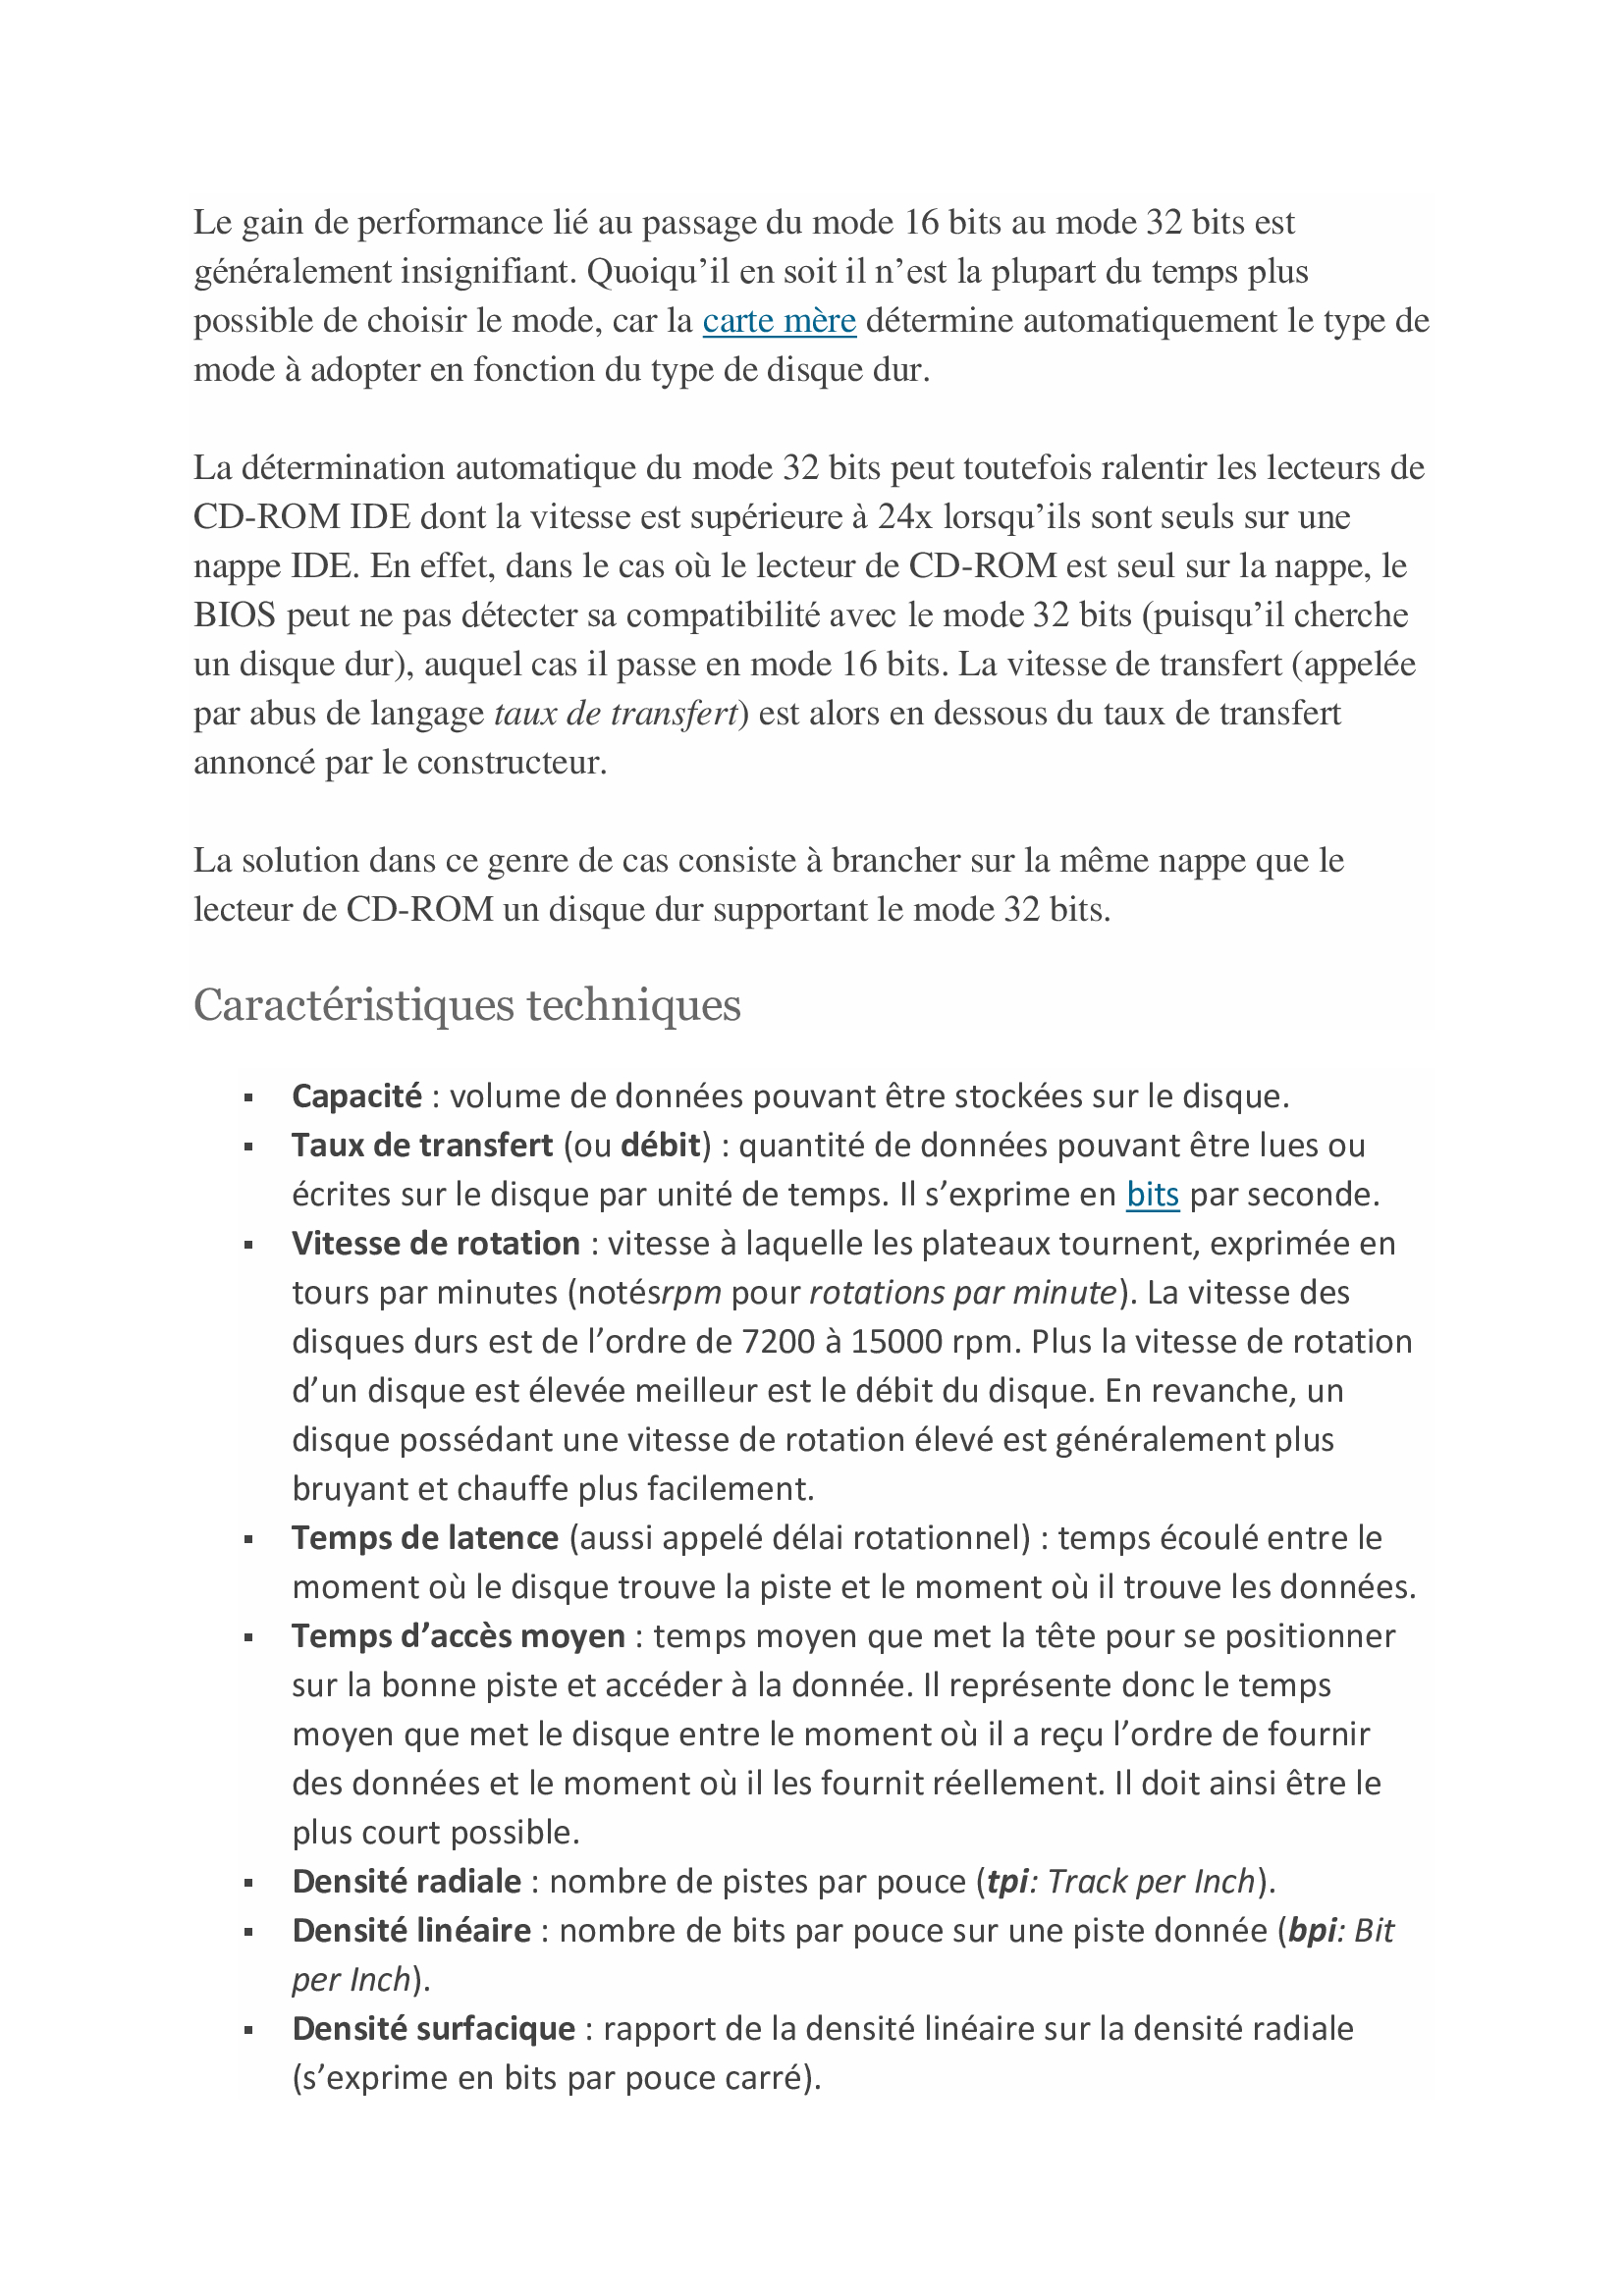 Le gain de performance lié au passage du mode 16 bits au mode 32 bits est
généralement insignifiant. Quoiqu’il en soit il n’est la plupart du temps plus
possible de choisir le mode, car la carte mère détermine automatiquement le type de
mode à adopter en fonction du type de disque dur.
La détermination automatique du mode 32 bits peut toutefois ralentir les lecteurs de
CD-ROM IDE dont la vitesse est supérieure à 24x lorsqu’ils sont seuls sur une
nappe IDE. En effet, dans le cas où le lecteur de CD-ROM est seul sur la nappe, le
BIOS peut ne pas détecter sa compatibilité avec le mode 32 bits (puisqu’il cherche
un disque dur), auquel cas il passe en mode 16 bits. La vitesse de transfert (appelée
par abus de langage taux de transfert) est alors en dessous du taux de transfert
annoncé par le constructeur.
La solution dans ce genre de cas consiste à brancher sur la même nappe que le
lecteur de CD-ROM un disque dur supportant le mode 32 bits.
Caractéristiques techniques
▪ Capacité : volume de données pouvant être stockées sur le disque.
▪ Taux de transfert (ou débit) : quantité de données pouvant être lues ou
écrites sur le disque par unité de temps. Il s’exprime en bits par seconde.
▪ Vitesse de rotation : vitesse à laquelle les plateaux tournent, exprimée en
tours par minutes (notésrpm pour rotations par minute). La vitesse des
disques durs est de l’ordre de 7200 à 15000 rpm. Plus la vitesse de rotation
d’un disque est élevée meilleur est le débit du disque. En revanche, un
disque possédant une vitesse de rotation élevé est généralement plus
bruyant et chauffe plus facilement.
▪ Temps de latence (aussi appelé délai rotationnel) : temps écoulé entre le
moment où le disque trouve la piste et le moment où il trouve les données.
▪ Temps d’accès moyen : temps moyen que met la tête pour se positionner
sur la bonne piste et accéder à la donnée. Il représente donc le temps
moyen que met le disque entre le moment où il a reçu l’ordre de fournir
des données et le moment où il les fournit réellement. Il doit ainsi être le
plus court possible.
▪ Densité radiale : nombre de pistes par pouce (tpi: Track per Inch).
▪ Densité linéaire : nombre de bits par pouce sur une piste donnée (bpi: Bit
per Inch).
▪ Densité surfacique : rapport de la densité linéaire sur la densité radiale
(s’exprime en bits par pouce carré).